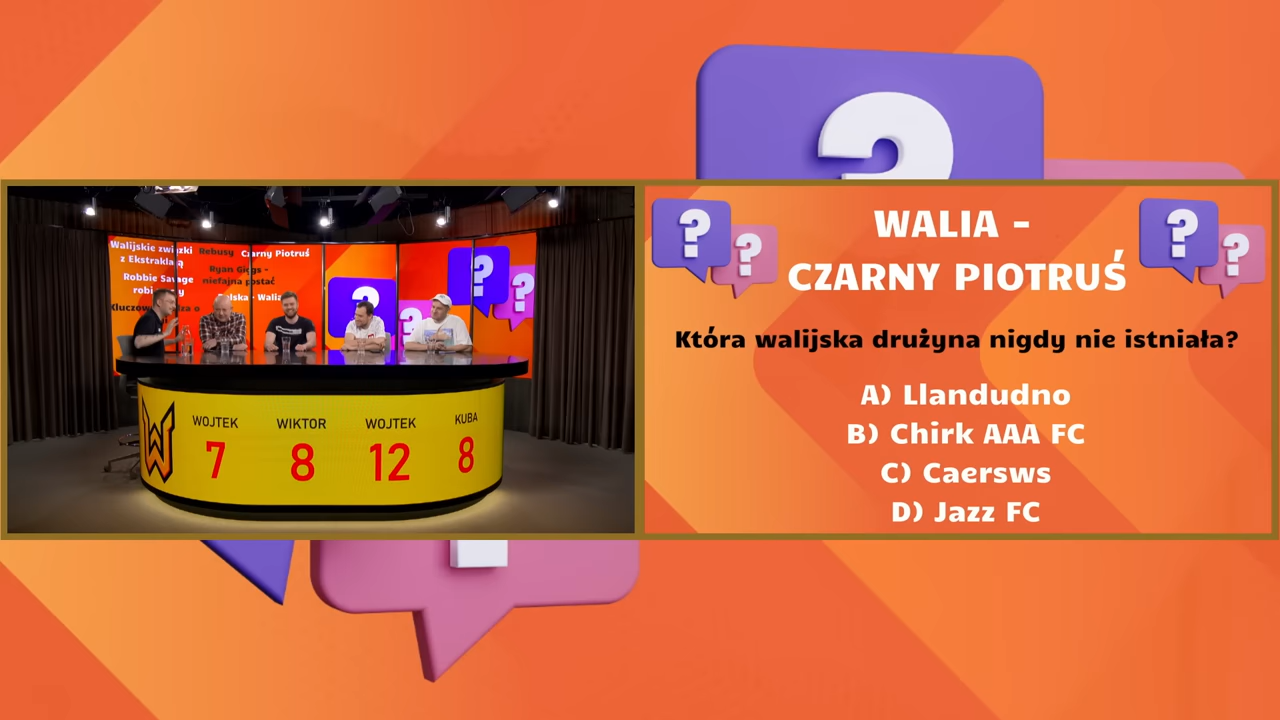 Walijskie związki
z Ekstraklasą
Robbie Savage
Rebusy
Czarny Piotruś
Ryan Giggs -
niefajna postać
WOJTEK
7
WIKTOR
8
WOJTEK
12
KUBA
8
?
WALIA -
CZARNY PIOTRUŚ
Która walijska drużyna nigdy nie istniała?
A) Llandudno
B) Chirk AAA FC
C) Caersws
D) Jazz FC